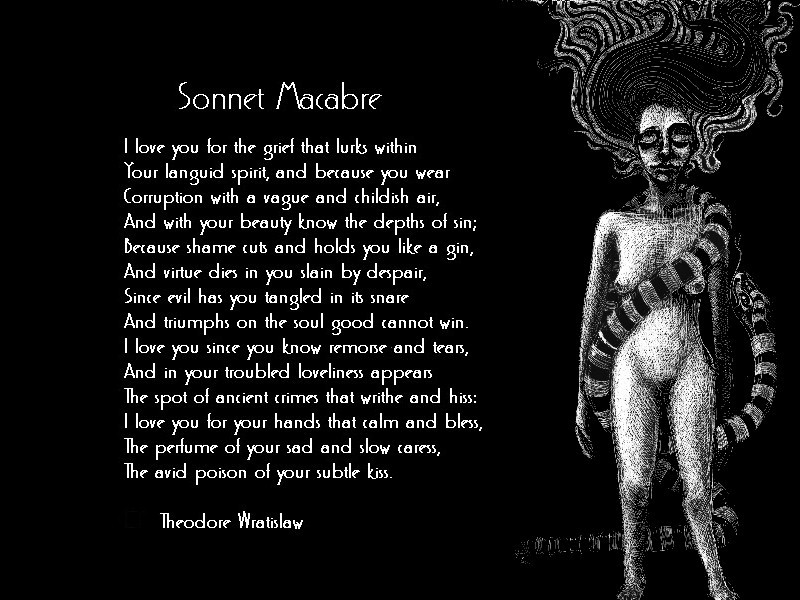 Sonnet Macabre
I love you for the grief that lurks within
Your languid spirit, and because you wear
Corruption with a vague and childish air,
And with your beauty know the depths of sin;
Because shame cuts and holds you like a gin,
And virtue dies in you slain by despair,
Since evil has you tangled in its snare
And triumphs on the soul good cannot win.
I love you since you know remorse and tears,
And in your troubled loveliness appears
The spot of ancient crimes that writhe and hiss:
I love you for your hands that calm and bless,
The perfume of your sad and slow caress,
The avid poison of your subtle kiss.
Theodore Wratislaw